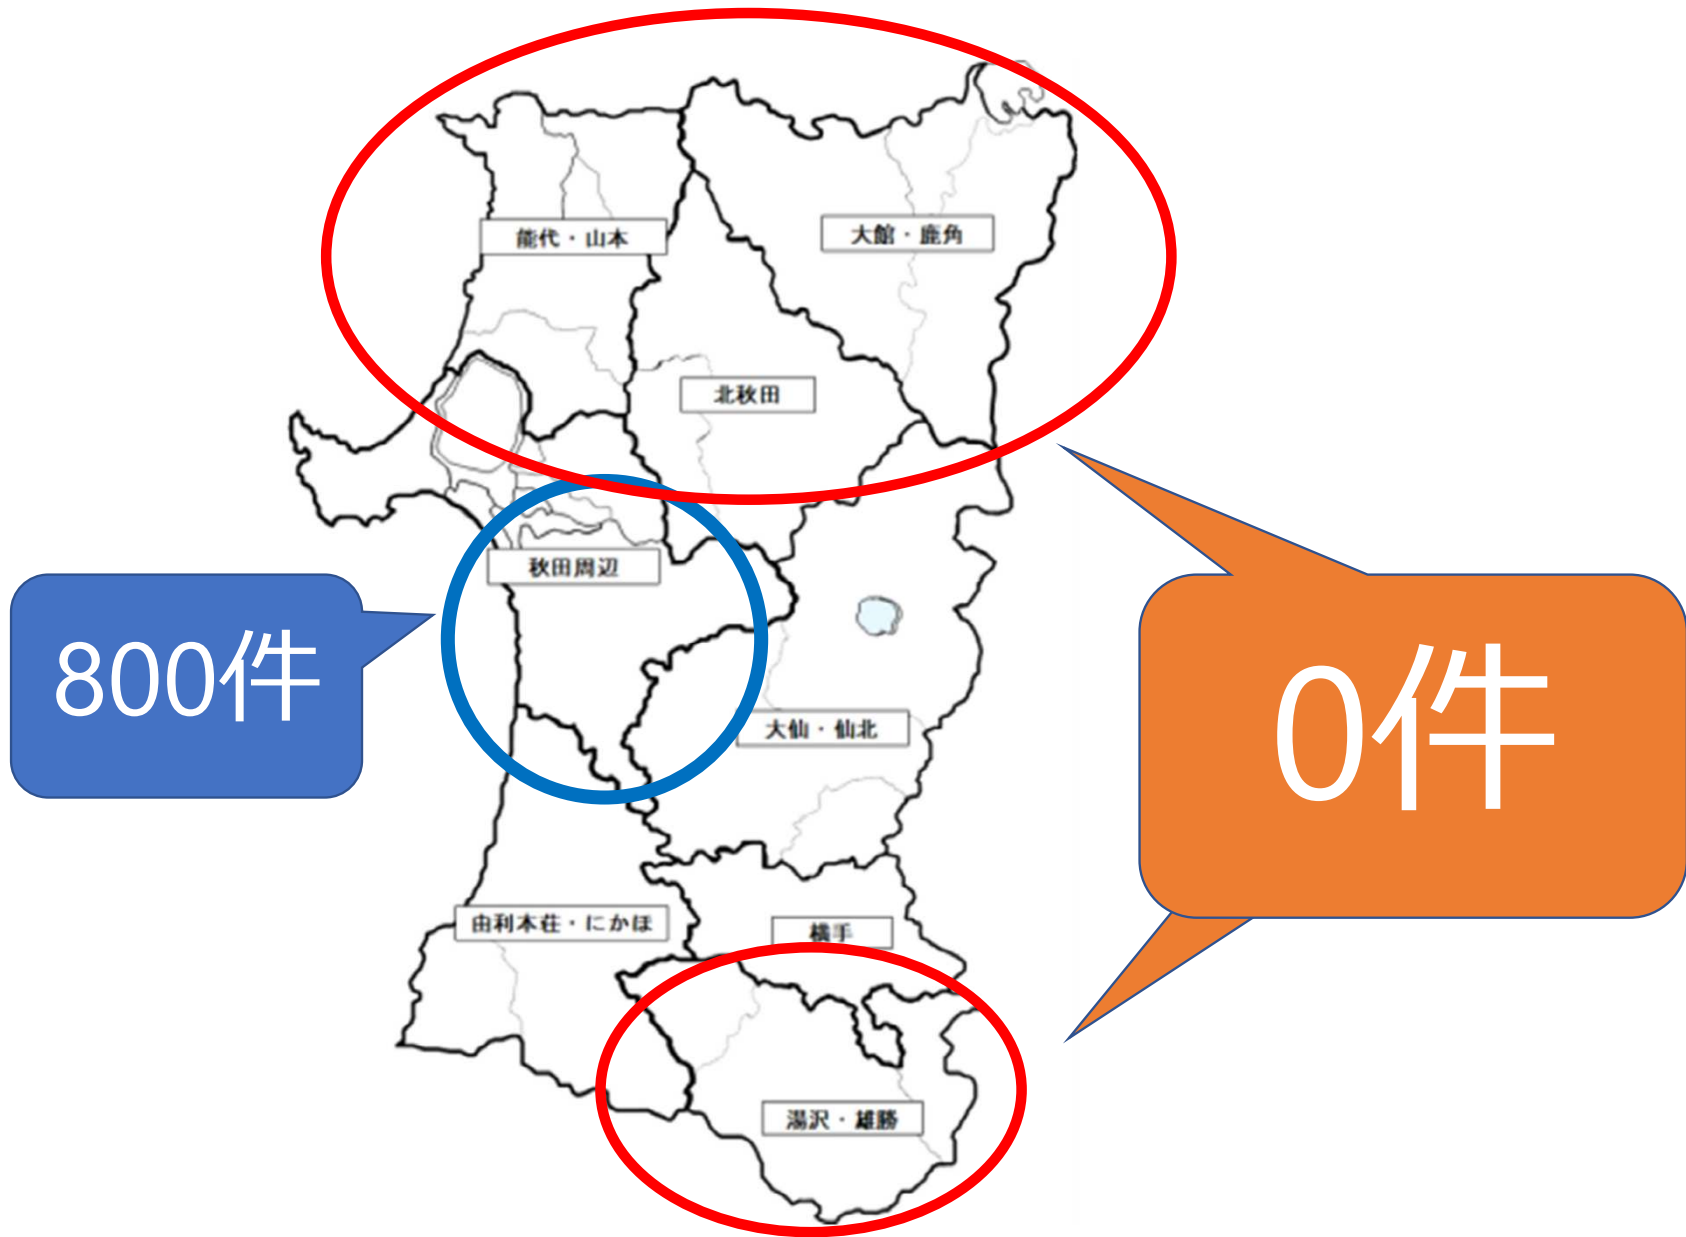 能代・山本
大館・鹿角
北秋田
秋田周辺
800件
0件
大仙・仙北
由利本荘・にかほ
横手
湯沢・雄勝